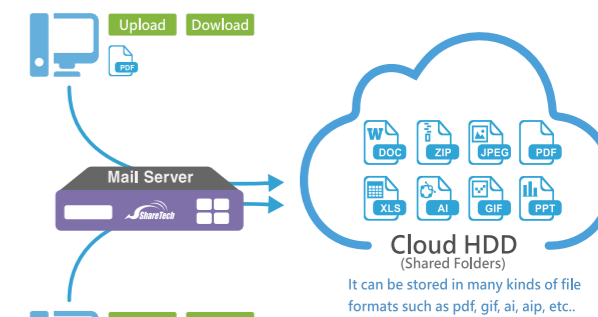 Upload Dowload
PDF
W
DOC ZIP JPEG PDF
Mail Server
ShareTech
XLS AI GIF PPT
Cloud HDD
(Shared Folders)
It can be stored in many kinds of file
formats such as pdf, gif, ai, aip, etc..